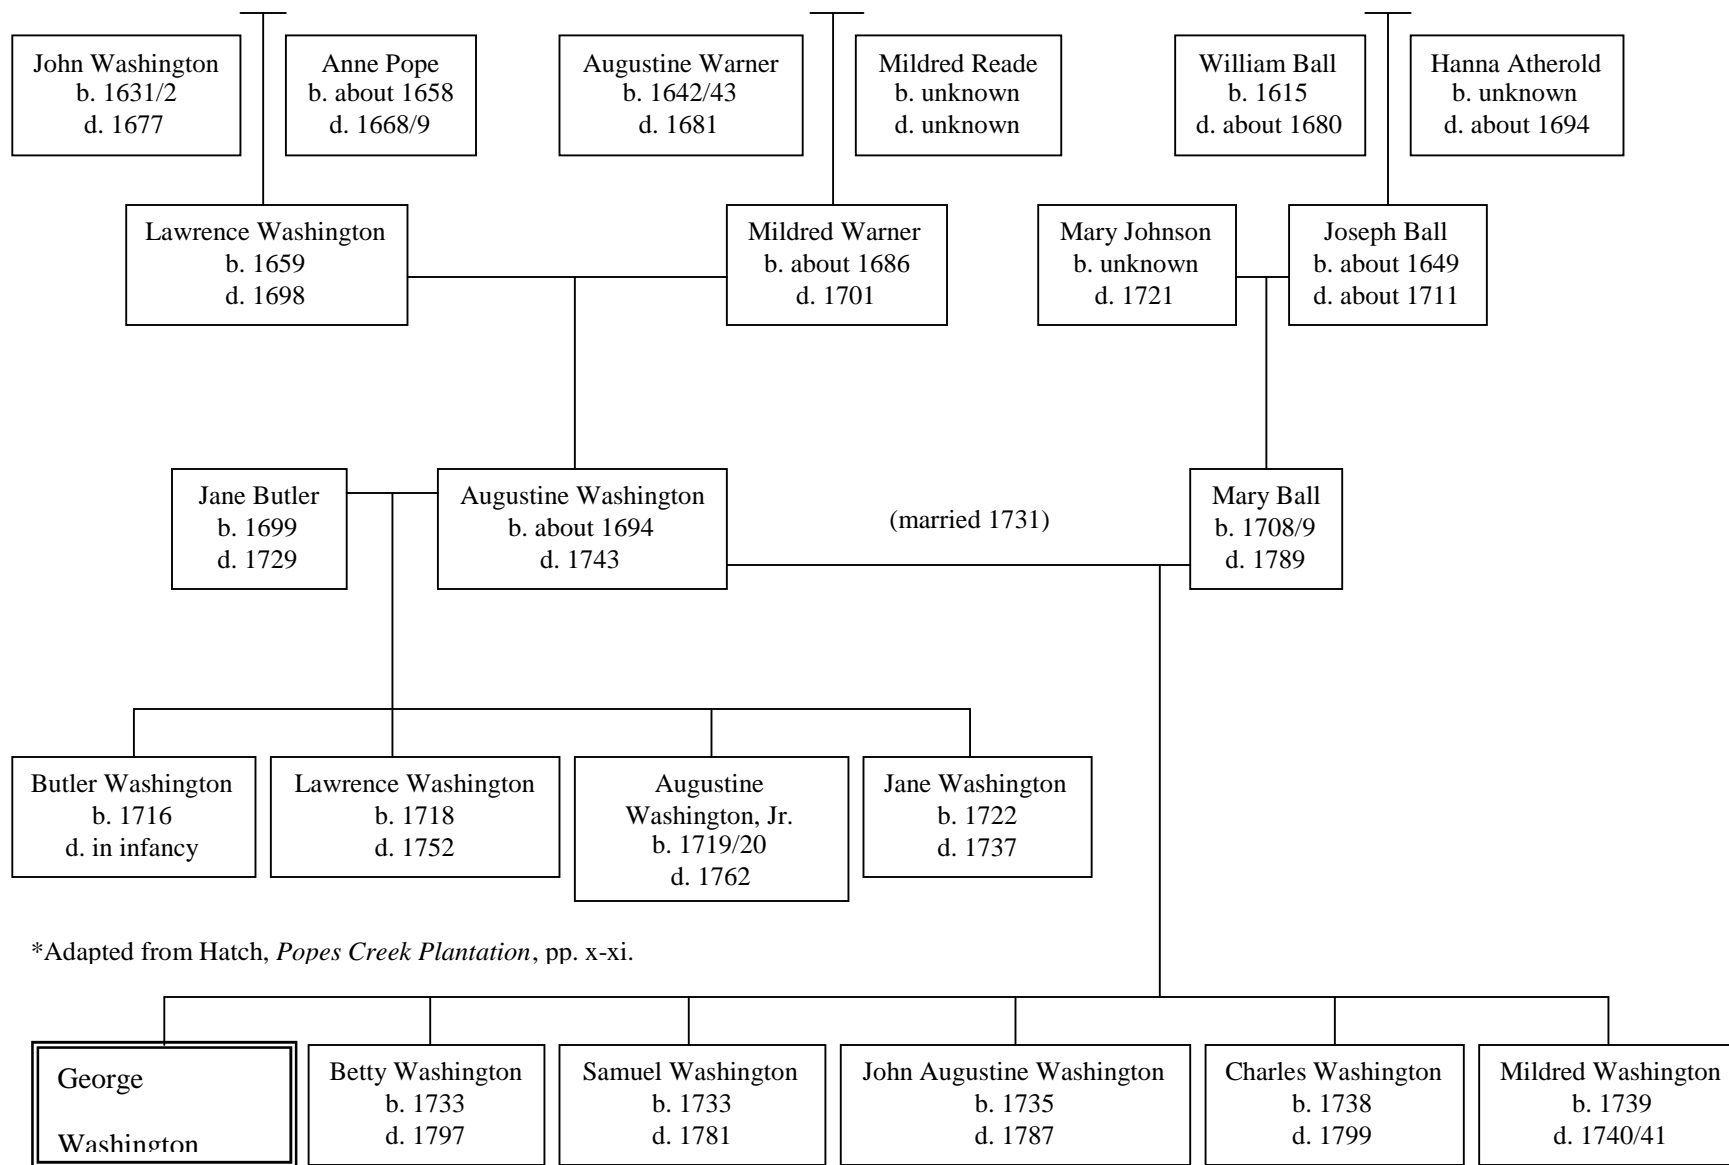 John Washington
b. 1631/2
d. 1677
Anne Pope
b. about 1658
d. 1668/9
Augustine Warner
b. 1642/43
d. 1681
Mildred Reade
b. unknown
d. unknown
William Ball
b. 1615
d. about 1680
Hanna Atherold
b. unknown
d. about 1694
Lawrence Washington
b. 1659
d. 1698
Mildred Warner
b. about 1686
d. 1701
Mary Johnson
b. unknown
d. 1721
Joseph Ball
b. about 1649
d. about 1711
Jane Butler
b. 1699
d. 1729
Augustine Washington
b. about 1694
d. 1743
(married 1731)
Mary Ball
b. 1708/9
d. 1789
Butler Washington
b. 1716
d. in infancy
Lawrence Washington
b. 1718
d. 1752
Augustine
Washington, Jr.
b. 1719/20
d. 1762
Jane Washington
b. 1722
d. 1737
*Adapted from Hatch, Popes Creek Plantation, pp. x-xi.
George
Washington
Betty Washington
b. 1733
d. 1797
Samuel Washington
b. 1733
d. 1781
John Augustine Washington
b. 1735
d. 1787
Charles Washington
b. 1738
d. 1799
Mildred Washington
b. 1739
d. 1740/41